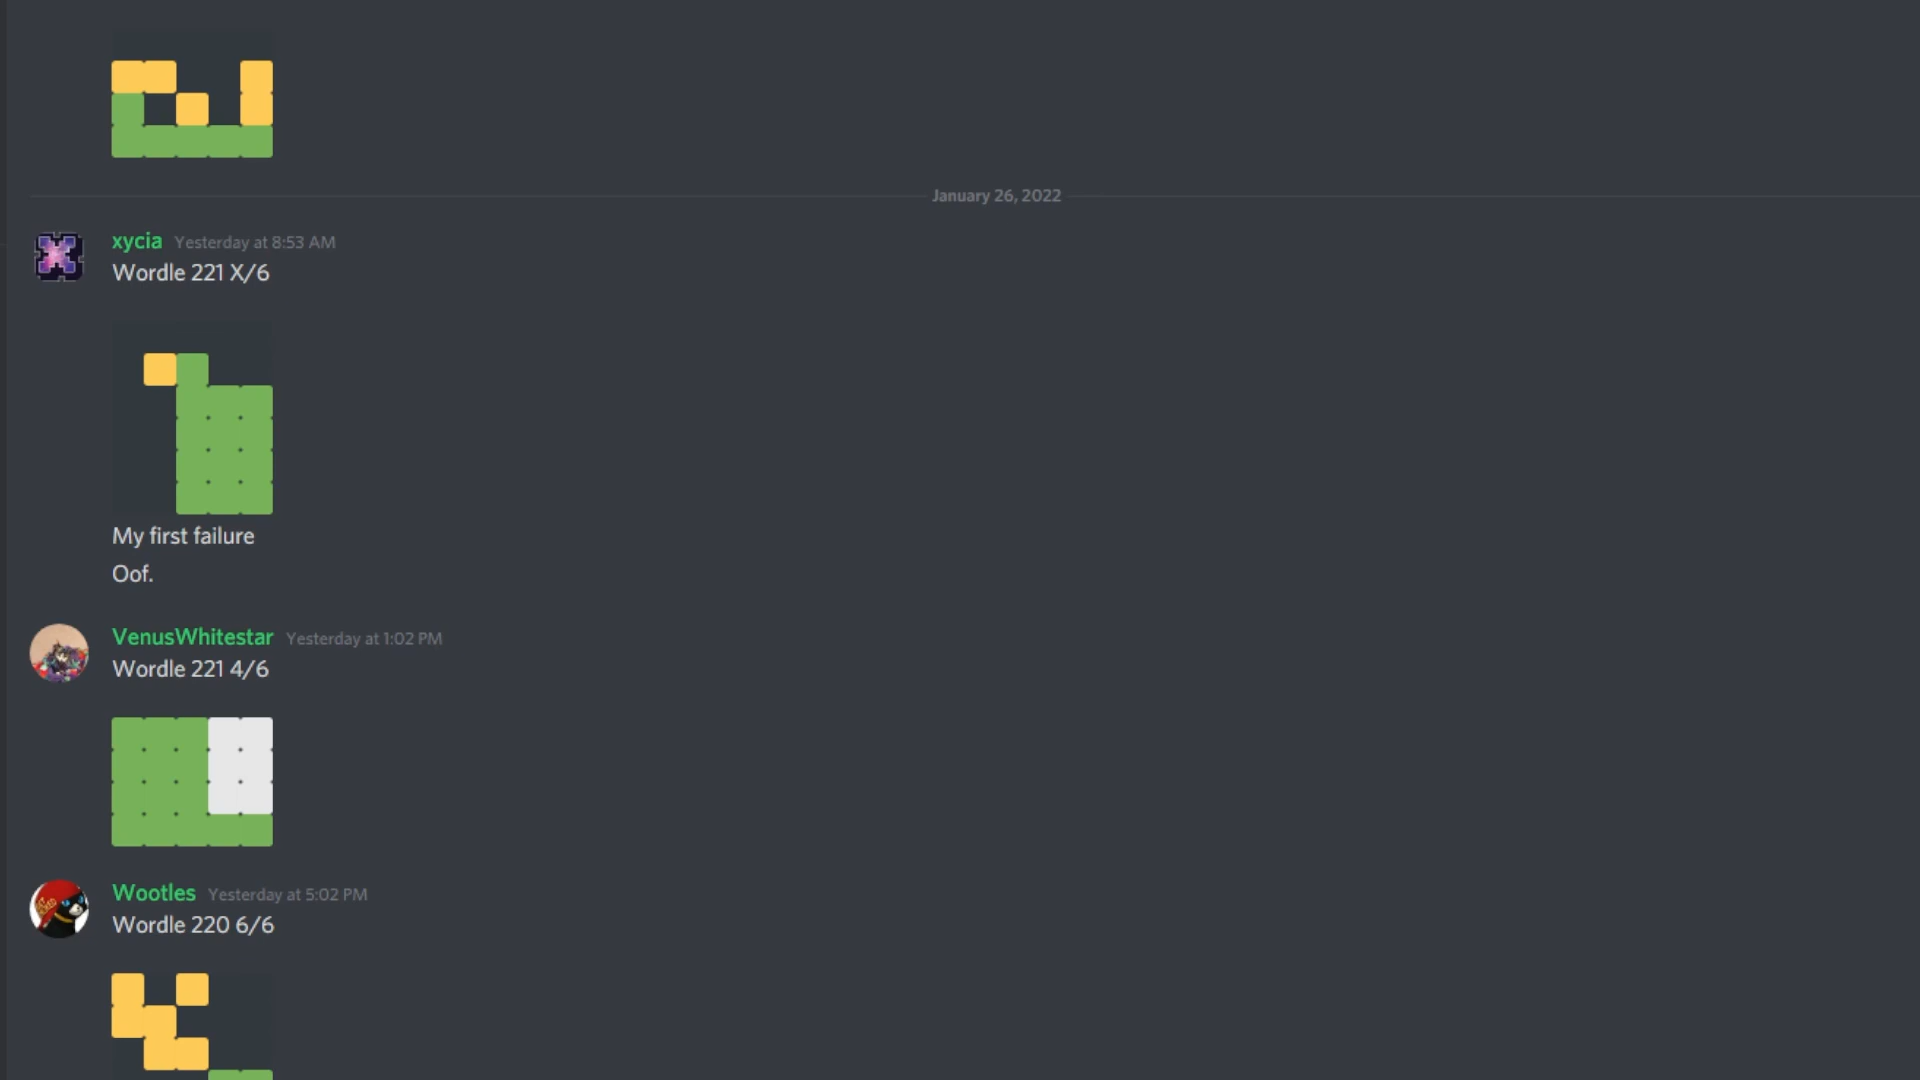 January 26, 2022
xycia Yesterday at 8:53 AM
Wordle 221 X/6
My first failure
Oof.
VenusWhitestar Yesterday at 1:02 PM
Wordle 221 4/6
Wootles Yesterday at 5:02 PM
Wordle 220 6/6